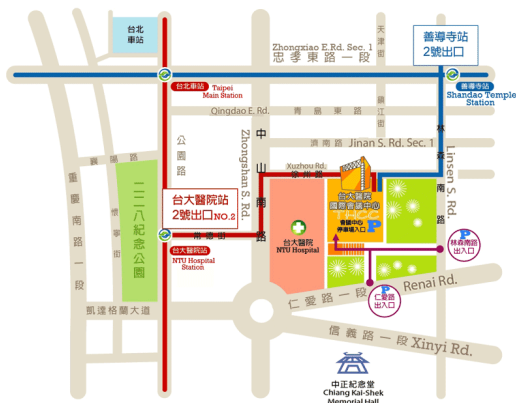 台北
車站
天
津
街
善導寺站
2號出口
Zhongxiao E.Rd. Sec. 1
忠孝東路一段
台北車站 Taipei
Main Station
善導寺站
Shandao Temple
Station
鎮
江
街
Qingdao E. Rd.
青島東路
林
森
南
路
Linsen S. Rd.
公
園
路
Zhongshan S. Rd.
中
山
南
路
濟南路 Jinan S. Rd. Sec. 1
襄陽路
Xuzhou Rd.
徐州路
重
慶
南
路
一
段
懷
寧
街
二二八紀念公園
台大醫院站
2號出口NO.2
常德街
台大醫院站
NTU Hospital
Station
台大醫院
國際會議中心
THCC
會議中心
停車場入口
P
台大醫院
NTU Hospital
P
林森南路
出入口
P
仁愛路
出入口
仁愛路一段 Renai Rd.
凱達格蘭大道
信義路一段 Xinyi Rd.
中正紀念堂
Chiang Kai-Shek
Memorial Hall